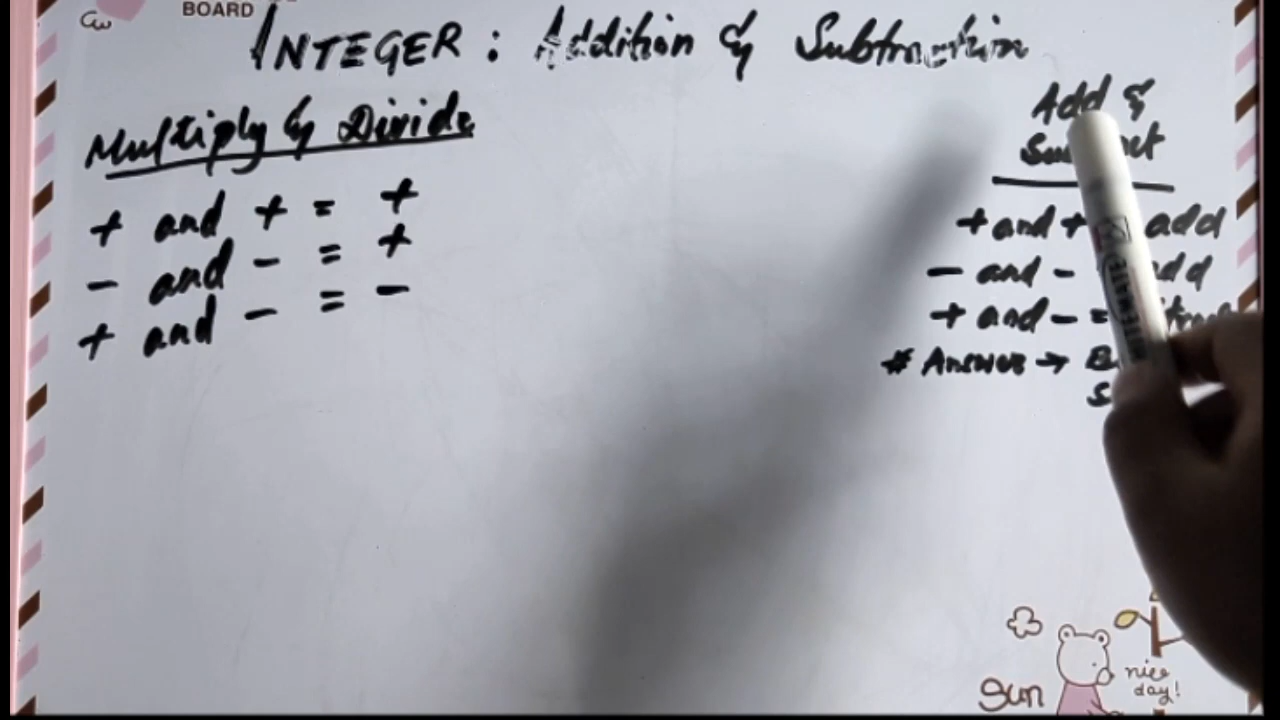 BOARD
INTEGER : Addition & Subtraction
Multiply & Divide
+ and + = +
- and - = +
+ and - = -
Add &
+ and + add
- and -
+ and - =
# Answer →
sun
nice
day!